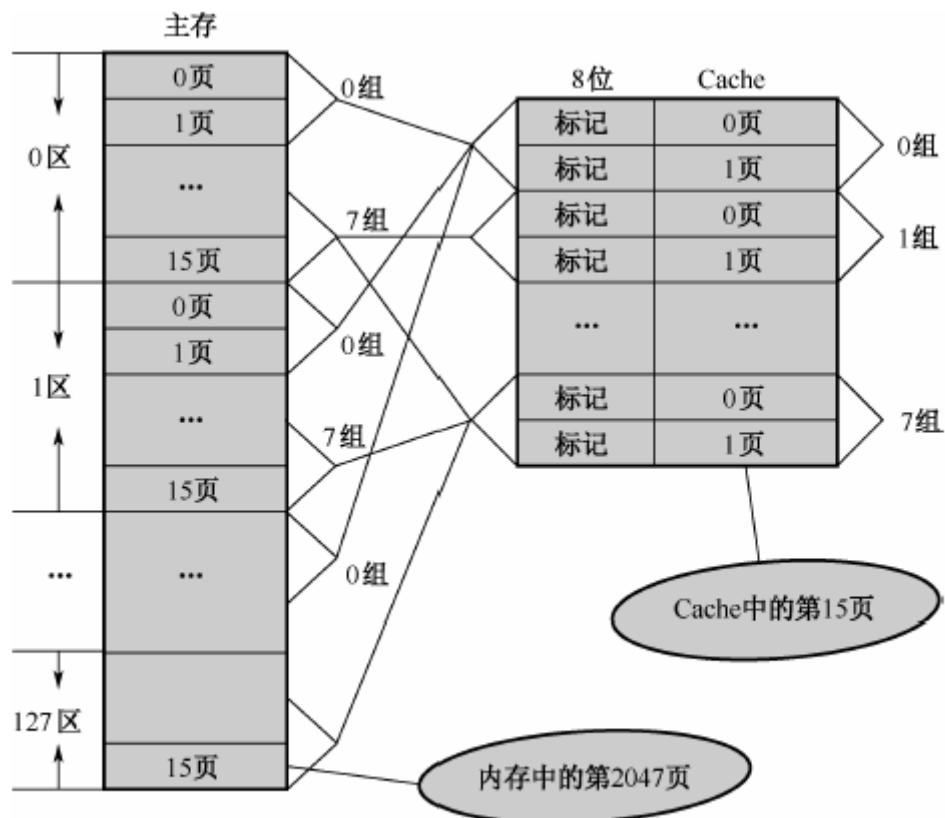 主存
0页
1页
...
15页
0页
1页
...
15页
...
15页
0区
1区
...
127区
0组
7组
0组
7组
0组
8位 Cache
标记 0页
标记 1页
标记 0页
标记 1页
... ...
标记 0页
标记 1页
0组
1组
7组
Cache中的第15页
内存中的第2047页